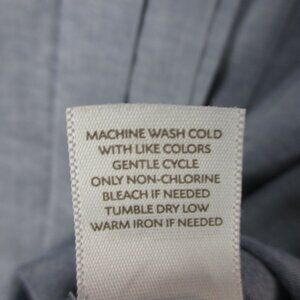 MACHINE WASH COLD
WITH LIKE COLORS
GENTLE CYCLE
ONLY NON-CHLORINE
BLEACH IF NEEDED
TUMBLE DRY LOW
WARM IRON IF NEEDED